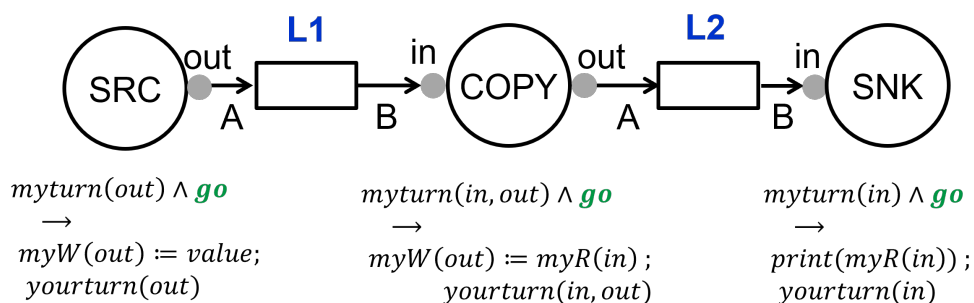 L1
L2
out
in
out
in
SRC
COPY
SNK
A
B
A
B
myturn(out) ∧ go
→
myW(out) := value;
yourturn(out)
myturn(in, out) ∧ go
→
myW(out) := myR(in) ;
yourturn(in, out)
myturn(in) ∧ go
→
print(myR(in)) ;
yourturn(in)